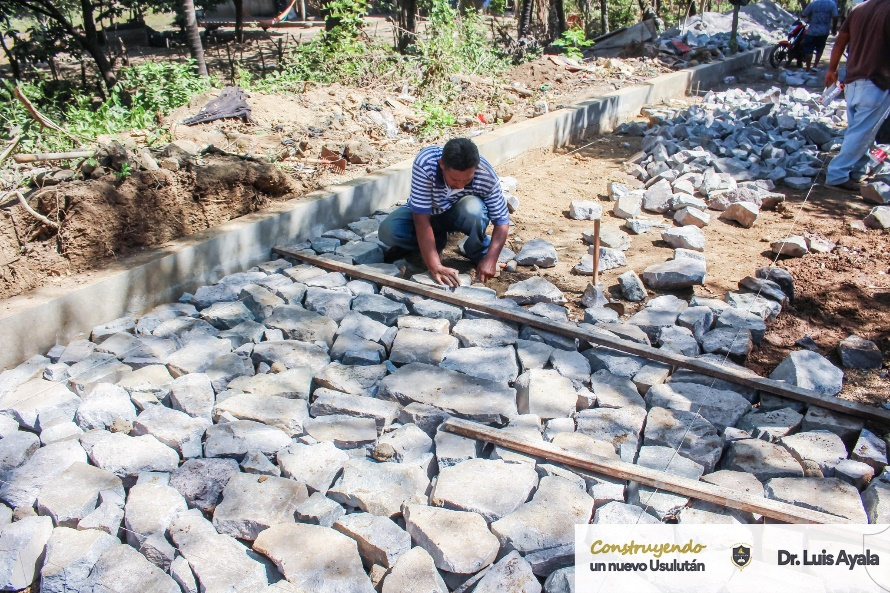 Construyendo
un nuevo Usulután
Dr. Luis Ayala